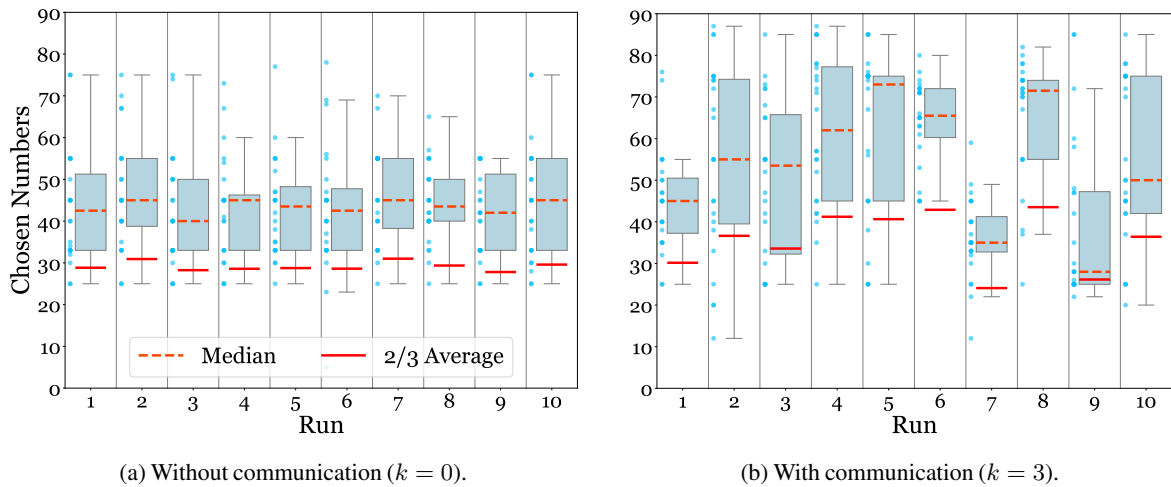 90
80
70
60
50
40
30
20
10
0
Chosen Numbers
Median
2/3 Average
1 2 3 4 5 6 7 8 9 10
Run
(a) Without communication (k = 0).
90
80
70
60
50
40
30
20
10
0
1 2 3 4 5 6 7 8 9 10
Run
(b) With communication (k = 3).